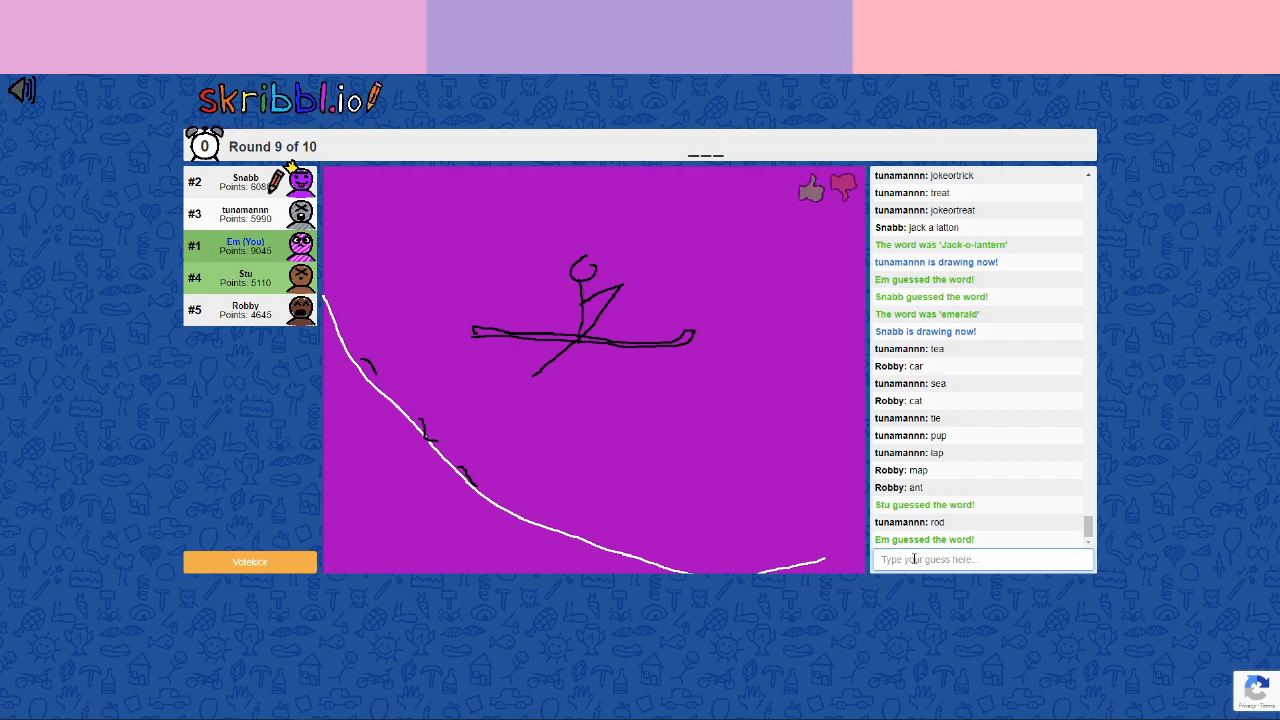 skribbl.io
0
Round 9 of 10
___
#2
Snabb
Points: 6080
#3
tunamannn
Points: 5990
#1
Em (You)
Points: 9045
#4
Stu
Points: 5110
#5
Robby
Points: 4645
Votekick
tunamannn: jokeortrick
tunamannn: treat
tunamannn: jokeortreat
Snabb: jack a latton
The word was 'Jack-o-lantern'
tunamannn is drawing now!
Em guessed the word!
Snabb guessed the word!
The word was 'emerald'
Snabb is drawing now!
tunamannn: tea
Robby: car
tunamannn: sea
Robby: cat
tunamannn: tie
tunamannn: pup
tunamannn: lap
Robby: map
Robby: ant
Stu guessed the word!
tunamannn: rod
Em guessed the word!
Type your guess here...
Privacy - Terms